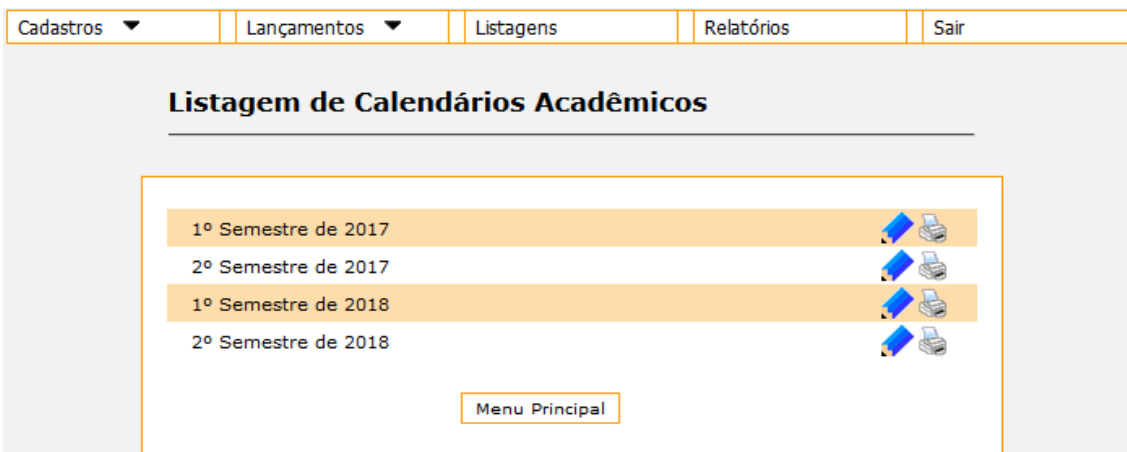 Cadastros Lançamentos Listagens Relatórios Sair
Listagem de Calendários Acadêmicos
1º Semestre de 2017
2º Semestre de 2017
1º Semestre de 2018
2º Semestre de 2018
Menu Principal